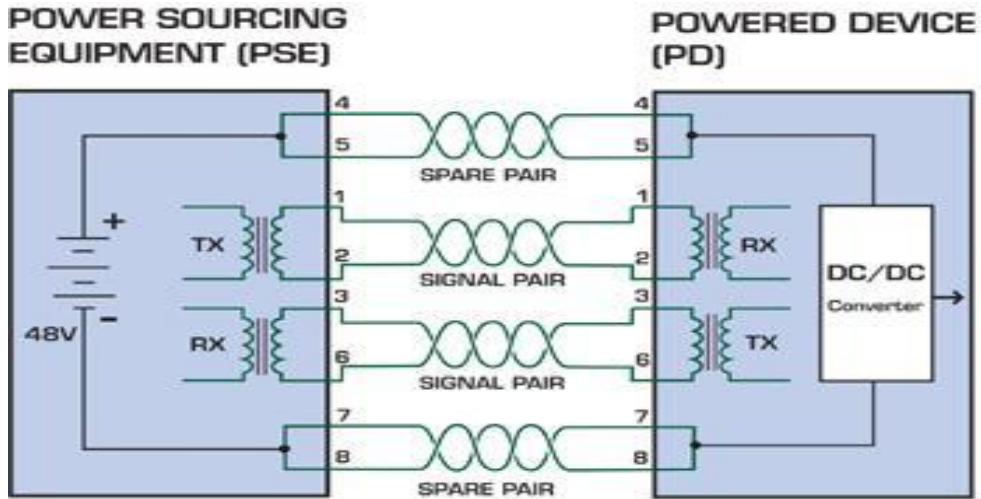 POWER SOURCING
EQUIPMENT (PSE)
POWERED DEVICE
(PD)
4
4
5
5
SPARE PAIR
1
1
+
TX
RX
2
2
SIGNAL PAIR
DC/DC
Converter
3
3
-
48V
RX
TX
6
6
SIGNAL PAIR
7
7
8
8
SPARE PAIR